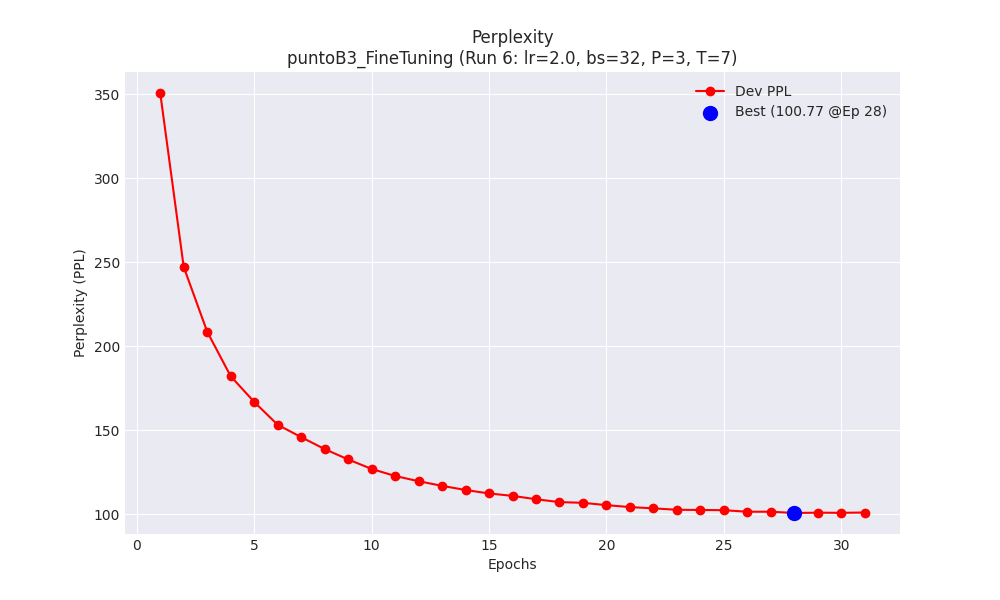 Perplexity
puntoB3_FineTuning (Run 6: lr=2.0, bs=32, P=3, T=7)
Dev PPL
Best (100.77 @Ep 28)
Perplexity (PPL)
350
300
250
200
150
100
0 5 10 15 20 25 30
Epochs